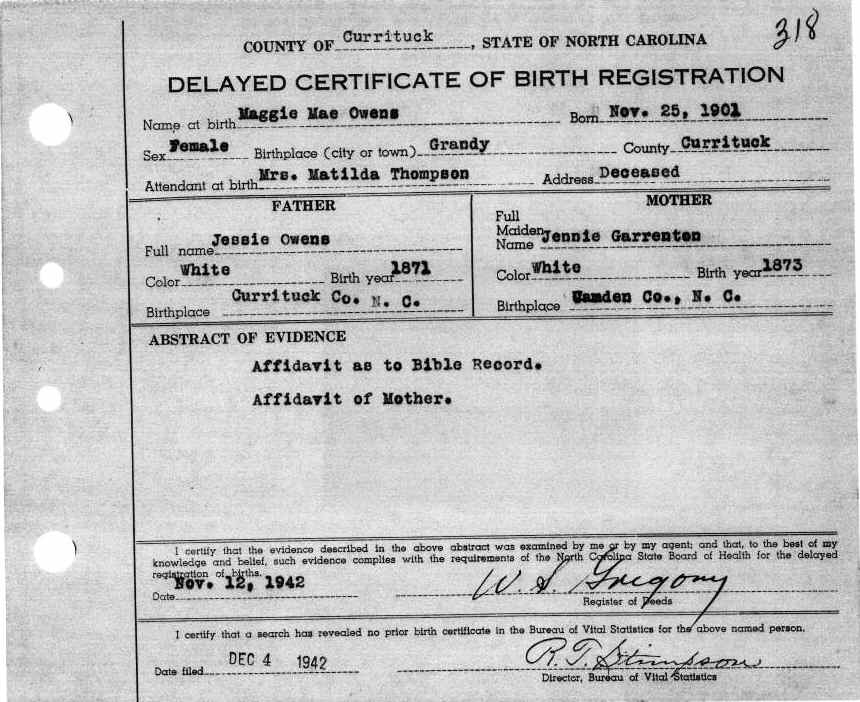 318
COUNTY OF Currituck, STATE OF NORTH CAROLINA
DELAYED CERTIFICATE OF BIRTH REGISTRATION
Name at birth Maggie Mae Owens Born Nov. 25, 1901
Sex Female Birthplace (city or town) Grandy County Currituck
Attendant at birth Mrs. Matilda Thompson Address Deceased
FATHER
Full name Jessie Owens
Color White Birth year 1871
Birthplace Currituck Co. N. C.
MOTHER
Full
Maiden
Name Jennie Garrenton
Color White Birth year 1873
Birthplace Camden Co., N. C.
ABSTRACT OF EVIDENCE
Affidavit as to Bible Record.
Affidavit of Mother.
I certify that the evidence described in the above abstract was examined by me or by my agent; and that, to the best of my
knowledge and belief, such evidence complies with the requirements of the North Carolina State Board of Health for the delayed
registration of births.
Date Nov. 12, 1942 W. S. Gregory
Register of Deeds
I certify that a search has revealed no prior birth certificate in the Bureau of Vital Statistics for the above named person.
Date filed DEC 4 1942 R. T. Stimpson
Director, Bureau of Vital Statistics